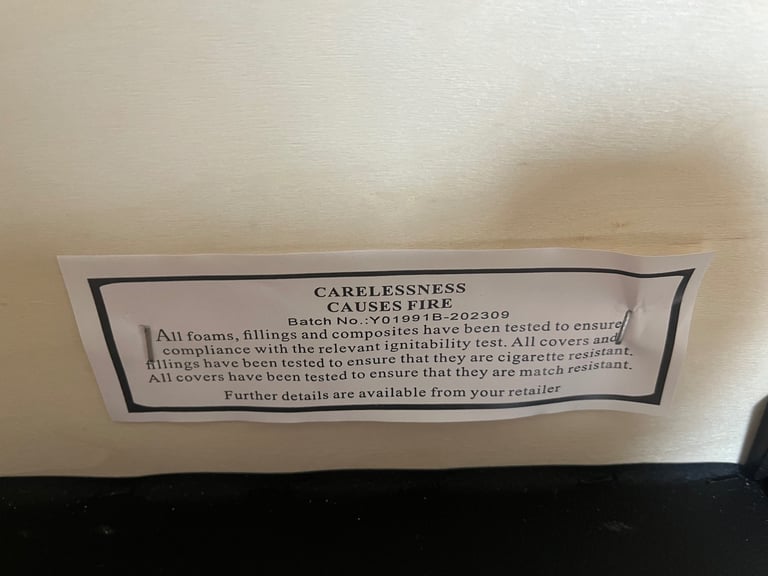 CARELESSNESS
CAUSES FIRE
Batch No.:Y01991B-202309
All foams, fillings and composites have been tested to ensure
compliance with the relevant ignitability test. All covers and
fillings have been tested to ensure that they are cigarette resistant.
All covers have been tested to ensure that they are match resistant.
Further details are available from your retailer